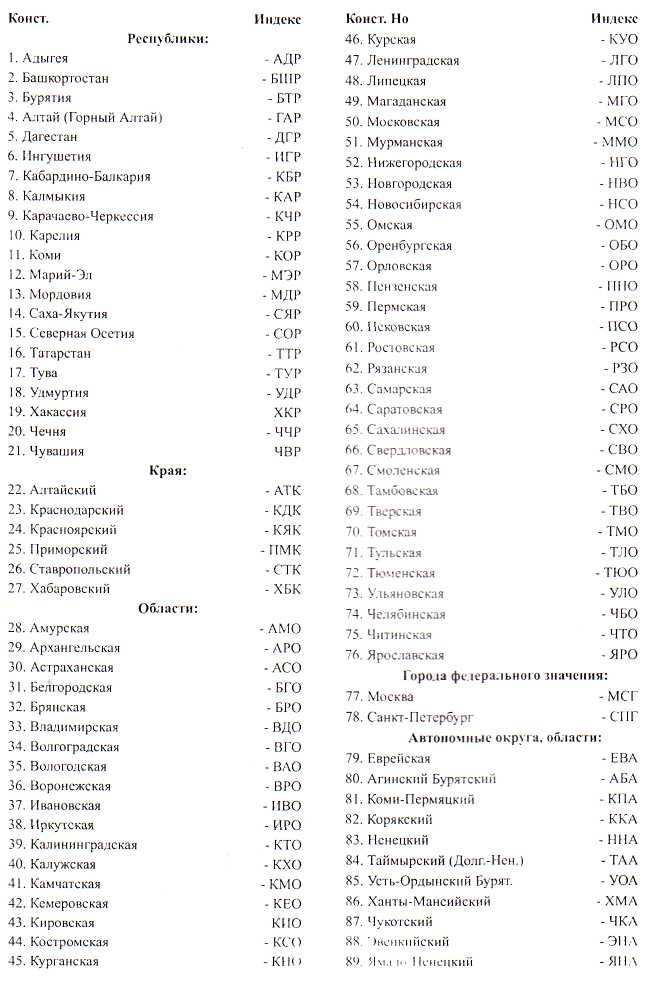 Конст. Индекс
Республики:
1. Адыгея - АДР
2. Башкортостан - БШР
3. Бурятия - БТР
4. Алтай (Горный Алтай) - ГАР
5. Дагестан - ДГР
6. Ингушетия - ИГР
7. Кабардино-Балкария - КБР
8. Калмыкия - КАР
9. Карачаево-Черкессия - КЧР
10. Карелия - КРР
11. Коми - КОР
12. Марий-Эл - МЭР
13. Мордовия - МДР
14. Саха-Якутия - СЯР
15. Северная Осетия - СОР
16. Татарстан - ТТР
17. Тува - ТУР
18. Удмуртия - УДР
19. Хакассия ХКР
20. Чечня - ЧЧР
21. Чувашия ЧВР
Края:
22. Алтайский - АТК
23. Краснодарский - КДК
24. Красноярский - КЯК
25. Приморский - ПМК
26. Ставропольский - СТК
27. Хабаровский - ХБК
Области:
28. Амурская - АМО
29. Архангельская - АРО
30. Астраханская - АСО
31. Белгородская - БГО
32. Брянская - БРО
33. Владимирская - ВДО
34. Волгоградская - ВГО
35. Вологодская - ВАО
36. Воронежская - ВРО
37. Ивановская - ИВО
38. Иркутская - ИРО
39. Калининградская - КТО
40. Калужская - КХО
41. Камчатская - КМО
42. Кемеровская - КЕО
43. Кировская КИО
44. Костромская - КСО
45. Курганская - КНО
Конст. Но Индекс
46. Курская - КУО
47. Ленинградская - ЛГО
48. Липецкая - ЛПО
49. Магаданская - МГО
50. Московская - МСО
51. Мурманская - ММО
52. Нижегородская - НГО
53. Новгородская - НВО
54. Новосибирская - НСО
55. Омская - ОМО
56. Оренбургская - ОБО
57. Орловская - ОРО
58. Пензенская - ПНО
59. Пермская - ПРО
60. Псковская - ПСО
61. Ростовская - РСО
62. Рязанская - РЗО
63. Самарская - САО
64. Саратовская - СРО
65. Сахалинская - СХО
66. Свердловская - СВО
67. Смоленская - СМО
68. Тамбовская - ТБО
69. Тверская - ТВО
70. Томская - ТМО
71. Тульская - ТЛО
72. Тюменская - ТЮО
73. Ульяновская - УЛО
74. Челябинская - ЧБО
75. Читинская - ЧТО
76. Ярославская - ЯРО
Города федерального значения:
77. Москва - МСГ
78. Санкт-Петербург - СПГ
Автономные округа, области:
79. Еврейская - ЕВА
80. Агинский Бурятский - АБА
81. Коми-Пермяцкий - КПА
82. Корякский - ККА
83. Ненецкий - ННА
84. Таймырский (Долг.-Нен.) - ТАА
85. Усть-Ордынский Бурят. - УОА
86. Ханты-Мансийский - ХМА
87. Чукотский - ЧКА
88. Эвенкийский - ЭНА
89. Ямало Ненецкий - ЯНА